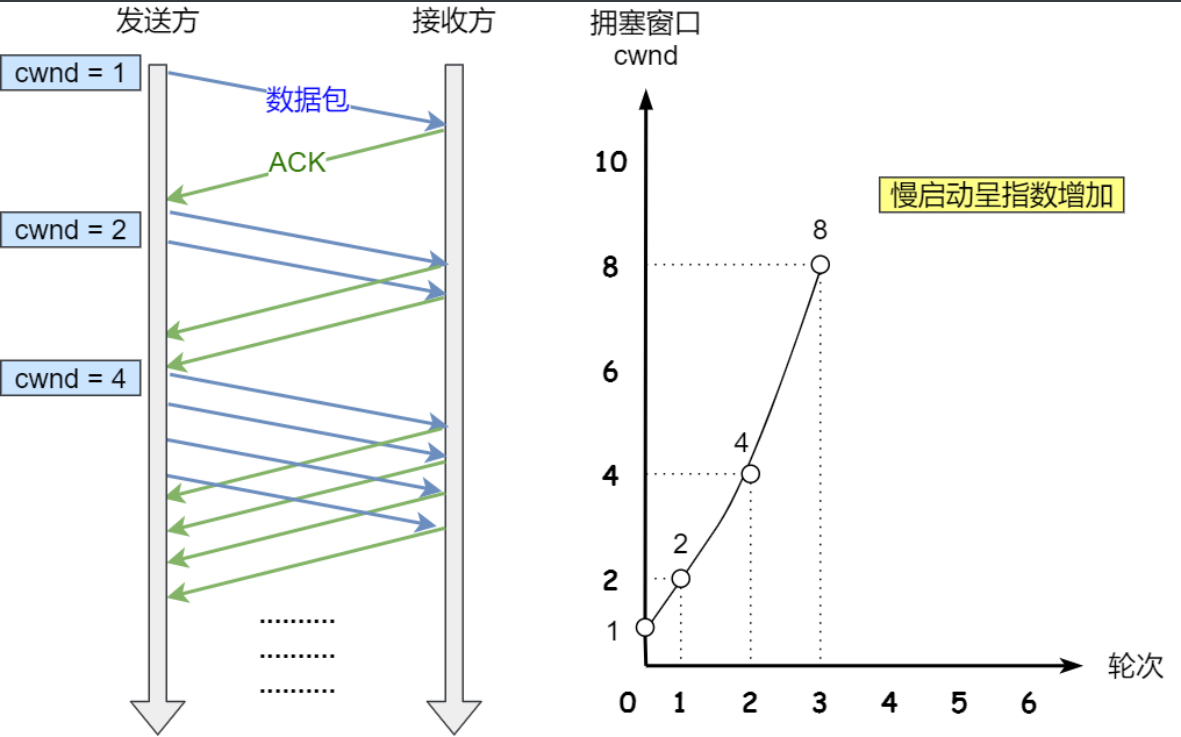 发送方
接收方
cwnd = 1
数据包
ACK
cwnd = 2
cwnd = 4
..........
..........
..........
拥塞窗口
cwnd
10
慢启动呈指数增加
8
8
6
4
4
2
2
1
轮次
0 1 2 3 4 5 6